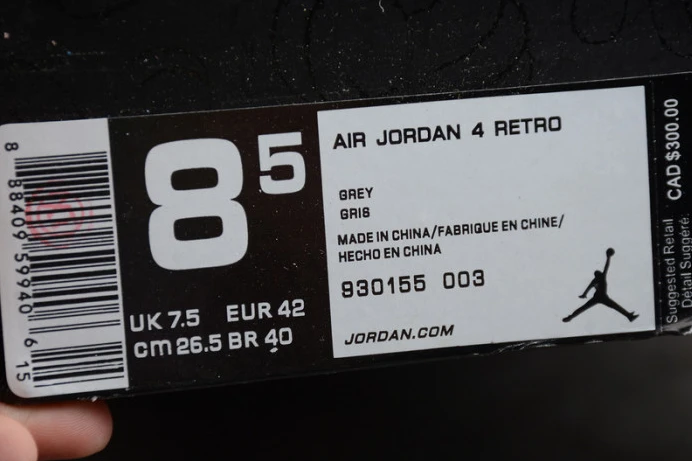 8 88409 59940 6 15
8 5
UK 7.5 EUR 42
cm 26.5 BR 40
AIR JORDAN 4 RETRO
GREY
GRIS
MADE IN CHINA/FABRIQUE EN CHINE/
HECHO EN CHINA
930155 003
JORDAN.COM
Suggested Retail CAD $300.00
Détail Suggéré